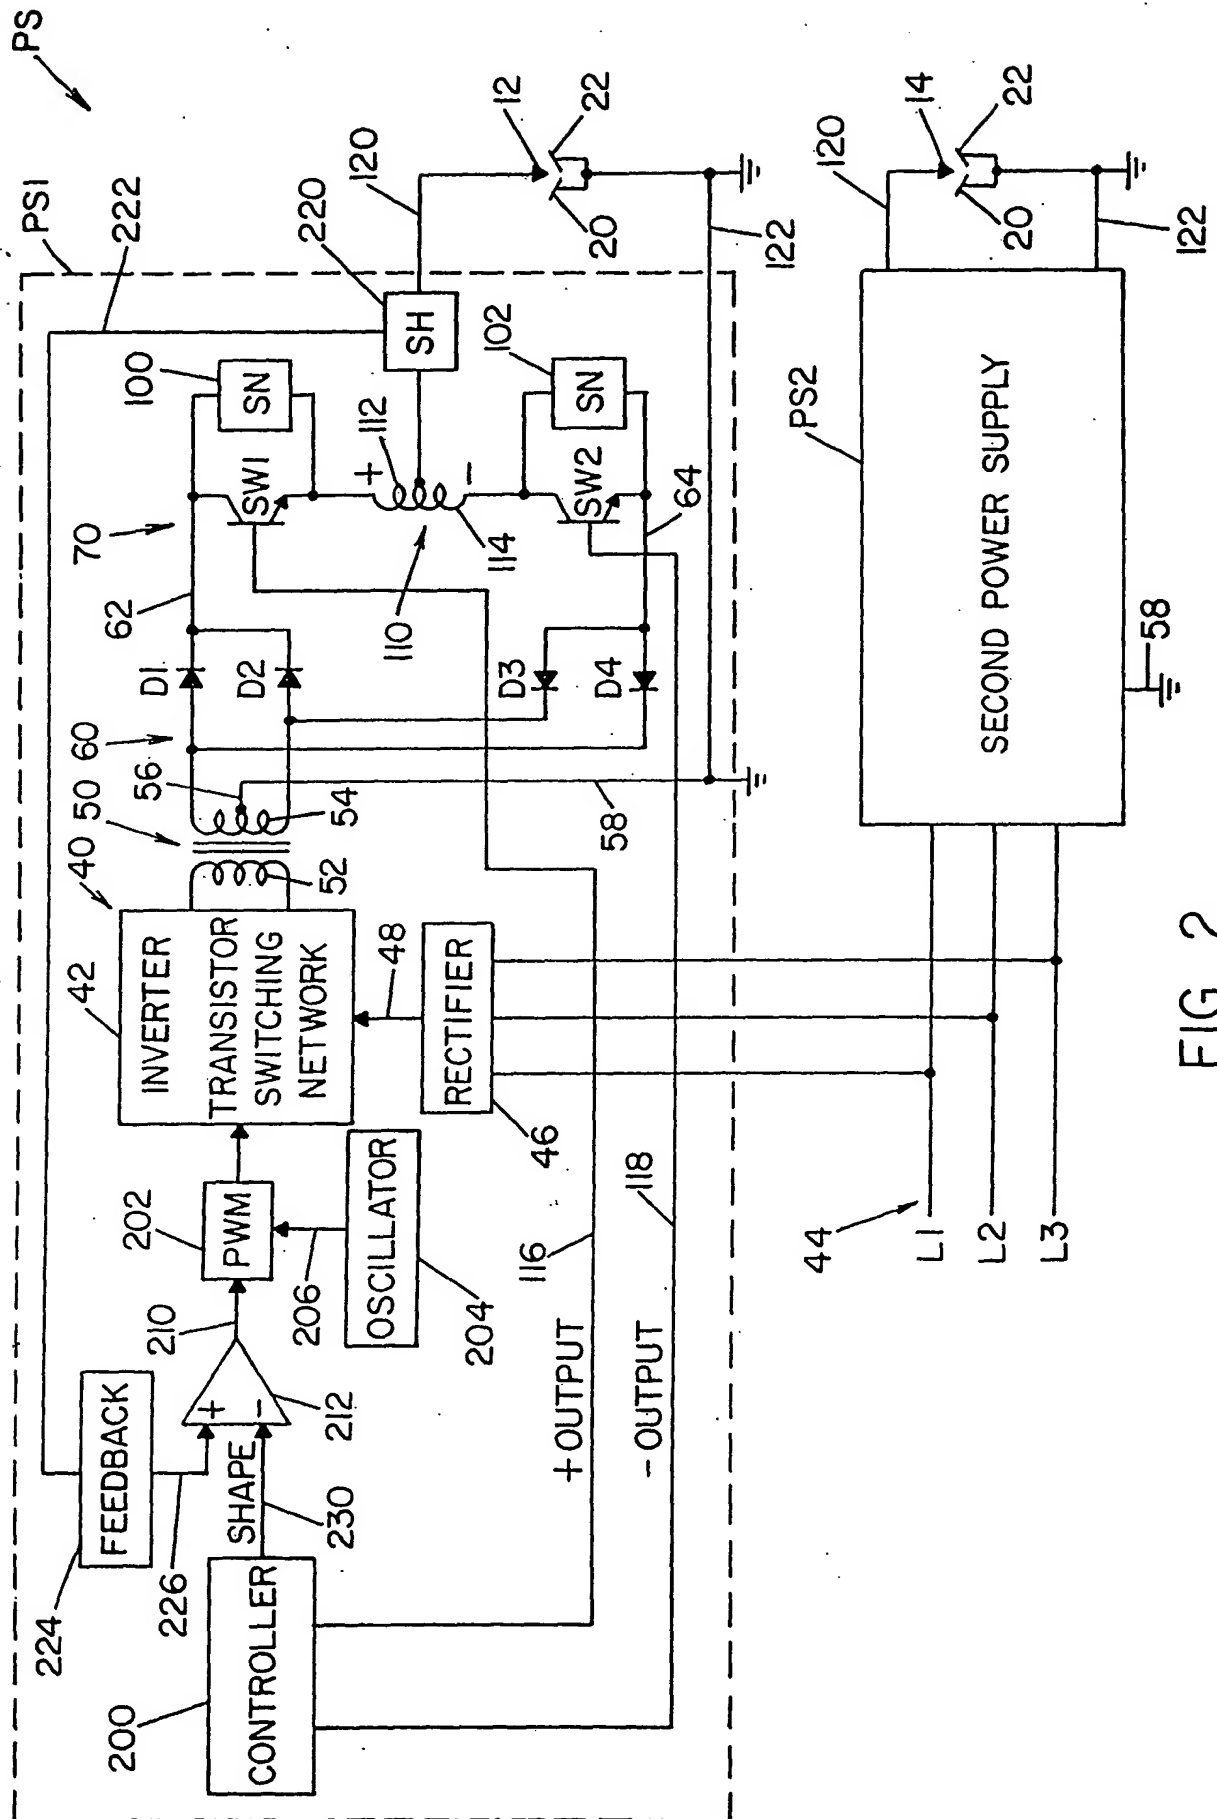 PS
PS1
222
220
120
12
22
20
122
100
SN
SH
102
SN
112
+
-
SW1
SW2
70
62
110
114
64
D1
D2
D3
D4
60
56
50
54
58
40
52
42
INVERTER
TRANSISTOR
SWITCHING
NETWORK
48
RECTIFIER
46
202
PWM
206
OSCILLATOR
204
210
+
-
212
224
FEEDBACK
226
SHAPE
230
200
CONTROLLER
116
+OUTPUT
118
-OUTPUT
PS2
SECOND POWER SUPPLY
120
14
22
20
122
58
44
L1
L2
L3
FIG. 2